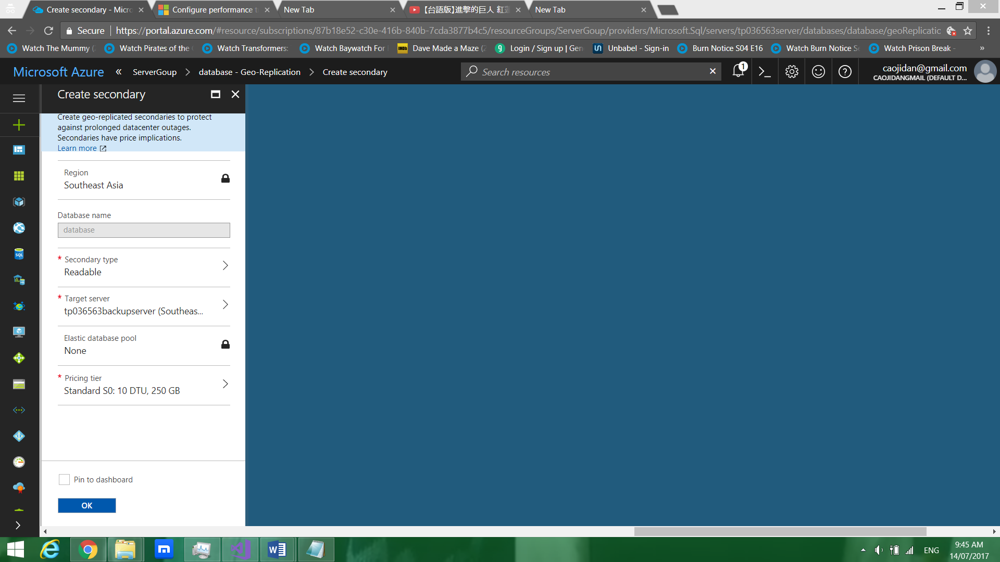 Create secondary - Micro
Configure performance t
New Tab
【台語版】進擊的巨人 紅蓮
New Tab
Secure
https://portal.azure.com/#resource/subscriptions/87b18e52-c30e-416b-840b-7cda3877b4c5/resourceGroups/ServerGoup/providers/Microsoft.Sql/servers/tp036563server/databases/database/geoReplicatio
Watch The Mummy (
Watch Pirates of the
Watch Transformers:
Watch Baywatch For
IMDb
Dave Made a Maze (2
Login / Sign up | Gen
Unbabel - Sign-in
Burn Notice S04 E16
Watch Burn Notice S
Watch Prison Break -
»
Microsoft Azure
«
ServerGoup
database - Geo-Replication
Create secondary
Search resources
1
caojidan@gmail.com
CAOJIDANGMAIL (DEFAULT D...
Create secondary
Create geo-replicated secondaries to protect
against prolonged datacenter outages.
Secondaries have price implications.
Learn more
Region
Southeast Asia
Database name
database
* Secondary type
Readable
* Target server
tp036563backupserver (Southeas...
Elastic database pool
None
* Pricing tier
Standard S0: 10 DTU, 250 GB
Pin to dashboard
OK
SQL
ENG
9:45 AM
14/07/2017